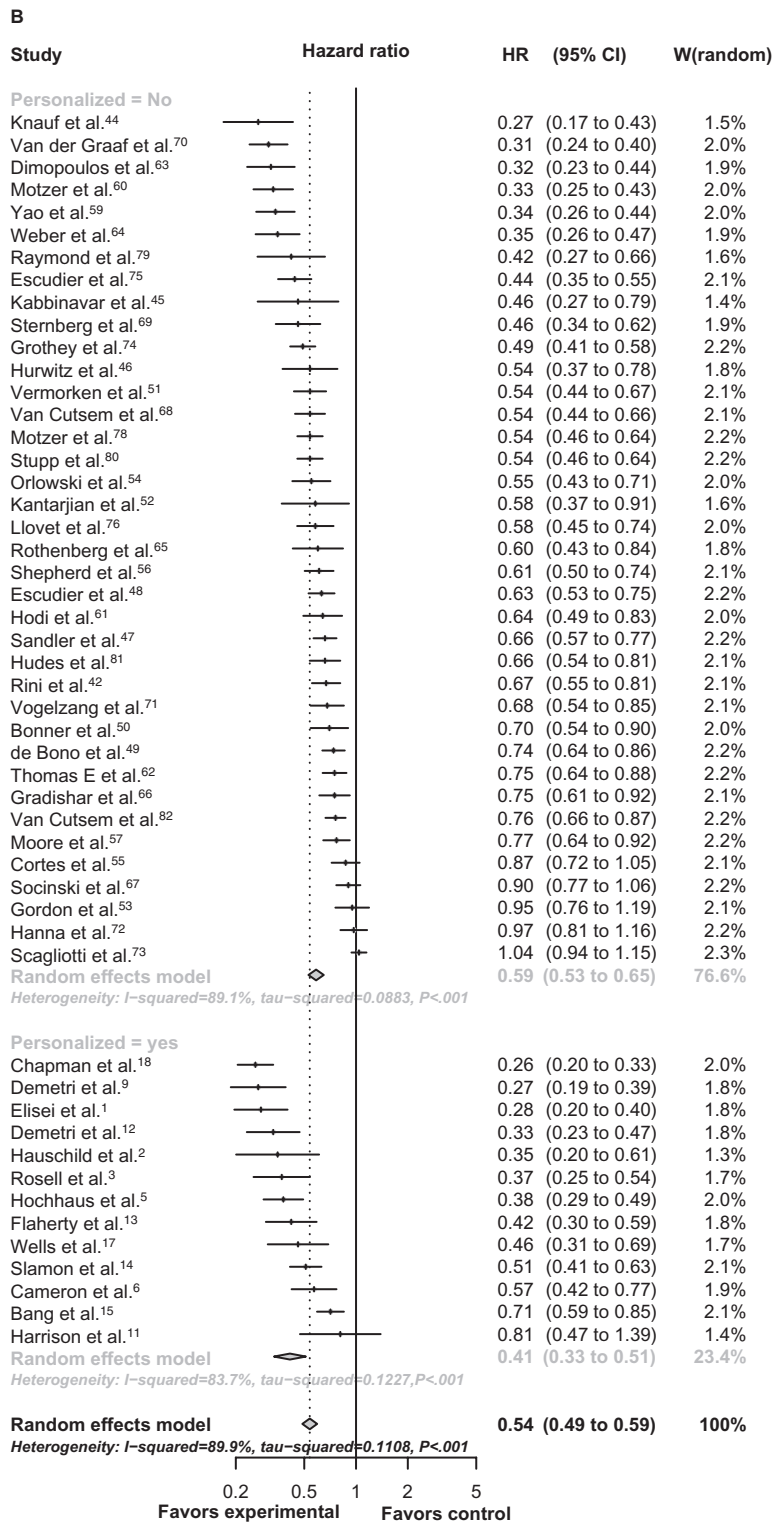 B
Study Hazard ratio HR (95% CI) W(random)
Personalized = No
Knauf et al.44 0.27 (0.17 to 0.43) 1.5%
Van der Graaf et al.70 0.31 (0.24 to 0.40) 2.0%
Dimopoulos et al.63 0.32 (0.23 to 0.44) 1.9%
Motzer et al.60 0.33 (0.25 to 0.43) 2.0%
Yao et al.59 0.34 (0.26 to 0.44) 2.0%
Weber et al.64 0.35 (0.26 to 0.47) 1.9%
Raymond et al.79 0.42 (0.27 to 0.66) 1.6%
Escudier et al.75 0.44 (0.35 to 0.55) 2.1%
Kabbinavar et al.45 0.46 (0.27 to 0.79) 1.4%
Sternberg et al.69 0.46 (0.34 to 0.62) 1.9%
Grothey et al.74 0.49 (0.41 to 0.58) 2.2%
Hurwitz et al.46 0.54 (0.37 to 0.78) 1.8%
Vermorken et al.51 0.54 (0.44 to 0.67) 2.1%
Van Cutsem et al.68 0.54 (0.44 to 0.66) 2.1%
Motzer et al.78 0.54 (0.46 to 0.64) 2.2%
Stupp et al.80 0.54 (0.46 to 0.64) 2.2%
Orlowski et al.54 0.55 (0.43 to 0.71) 2.0%
Kantarjian et al.52 0.58 (0.37 to 0.91) 1.6%
Llovet et al.76 0.58 (0.45 to 0.74) 2.0%
Rothenberg et al.65 0.60 (0.43 to 0.84) 1.8%
Shepherd et al.56 0.61 (0.50 to 0.74) 2.1%
Escudier et al.48 0.63 (0.53 to 0.75) 2.2%
Hodi et al.61 0.64 (0.49 to 0.83) 2.0%
Sandler et al.47 0.66 (0.57 to 0.77) 2.2%
Hudes et al.81 0.66 (0.54 to 0.81) 2.1%
Rini et al.42 0.67 (0.55 to 0.81) 2.1%
Vogelzang et al.71 0.68 (0.54 to 0.85) 2.1%
Bonner et al.50 0.70 (0.54 to 0.90) 2.0%
de Bono et al.49 0.74 (0.64 to 0.86) 2.2%
Thomas E et al.62 0.75 (0.64 to 0.88) 2.2%
Gradishar et al.66 0.75 (0.61 to 0.92) 2.1%
Van Cutsem et al.82 0.76 (0.66 to 0.87) 2.2%
Moore et al.57 0.77 (0.64 to 0.92) 2.2%
Cortes et al.55 0.87 (0.72 to 1.05) 2.1%
Socinski et al.67 0.90 (0.77 to 1.06) 2.2%
Gordon et al.53 0.95 (0.76 to 1.19) 2.1%
Hanna et al.72 0.97 (0.81 to 1.16) 2.2%
Scagliotti et al.73 1.04 (0.94 to 1.15) 2.3%
Random effects model 0.59 (0.53 to 0.65) 76.6%
Heterogeneity: I−squared=89.1%, tau−squared=0.0883, P<.001
Personalized = yes
Chapman et al.18 0.26 (0.20 to 0.33) 2.0%
Demetri et al.9 0.27 (0.19 to 0.39) 1.8%
Elisei et al.1 0.28 (0.20 to 0.40) 1.8%
Demetri et al.12 0.33 (0.23 to 0.47) 1.8%
Hauschild et al.2 0.35 (0.20 to 0.61) 1.3%
Rosell et al.3 0.37 (0.25 to 0.54) 1.7%
Hochhaus et al.5 0.38 (0.29 to 0.49) 2.0%
Flaherty et al.13 0.42 (0.30 to 0.59) 1.8%
Wells et al.17 0.46 (0.31 to 0.69) 1.7%
Slamon et al.14 0.51 (0.41 to 0.63) 2.1%
Cameron et al.6 0.57 (0.42 to 0.77) 1.9%
Bang et al.15 0.71 (0.59 to 0.85) 2.1%
Harrison et al.11 0.81 (0.47 to 1.39) 1.4%
Random effects model 0.41 (0.33 to 0.51) 23.4%
Heterogeneity: I−squared=83.7%, tau−squared=0.1227,P<.001
Random effects model 0.54 (0.49 to 0.59) 100%
Heterogeneity: I−squared=89.9%, tau−squared=0.1108, P<.001
0.2 0.5 1 2 5
Favors experimental Favors control